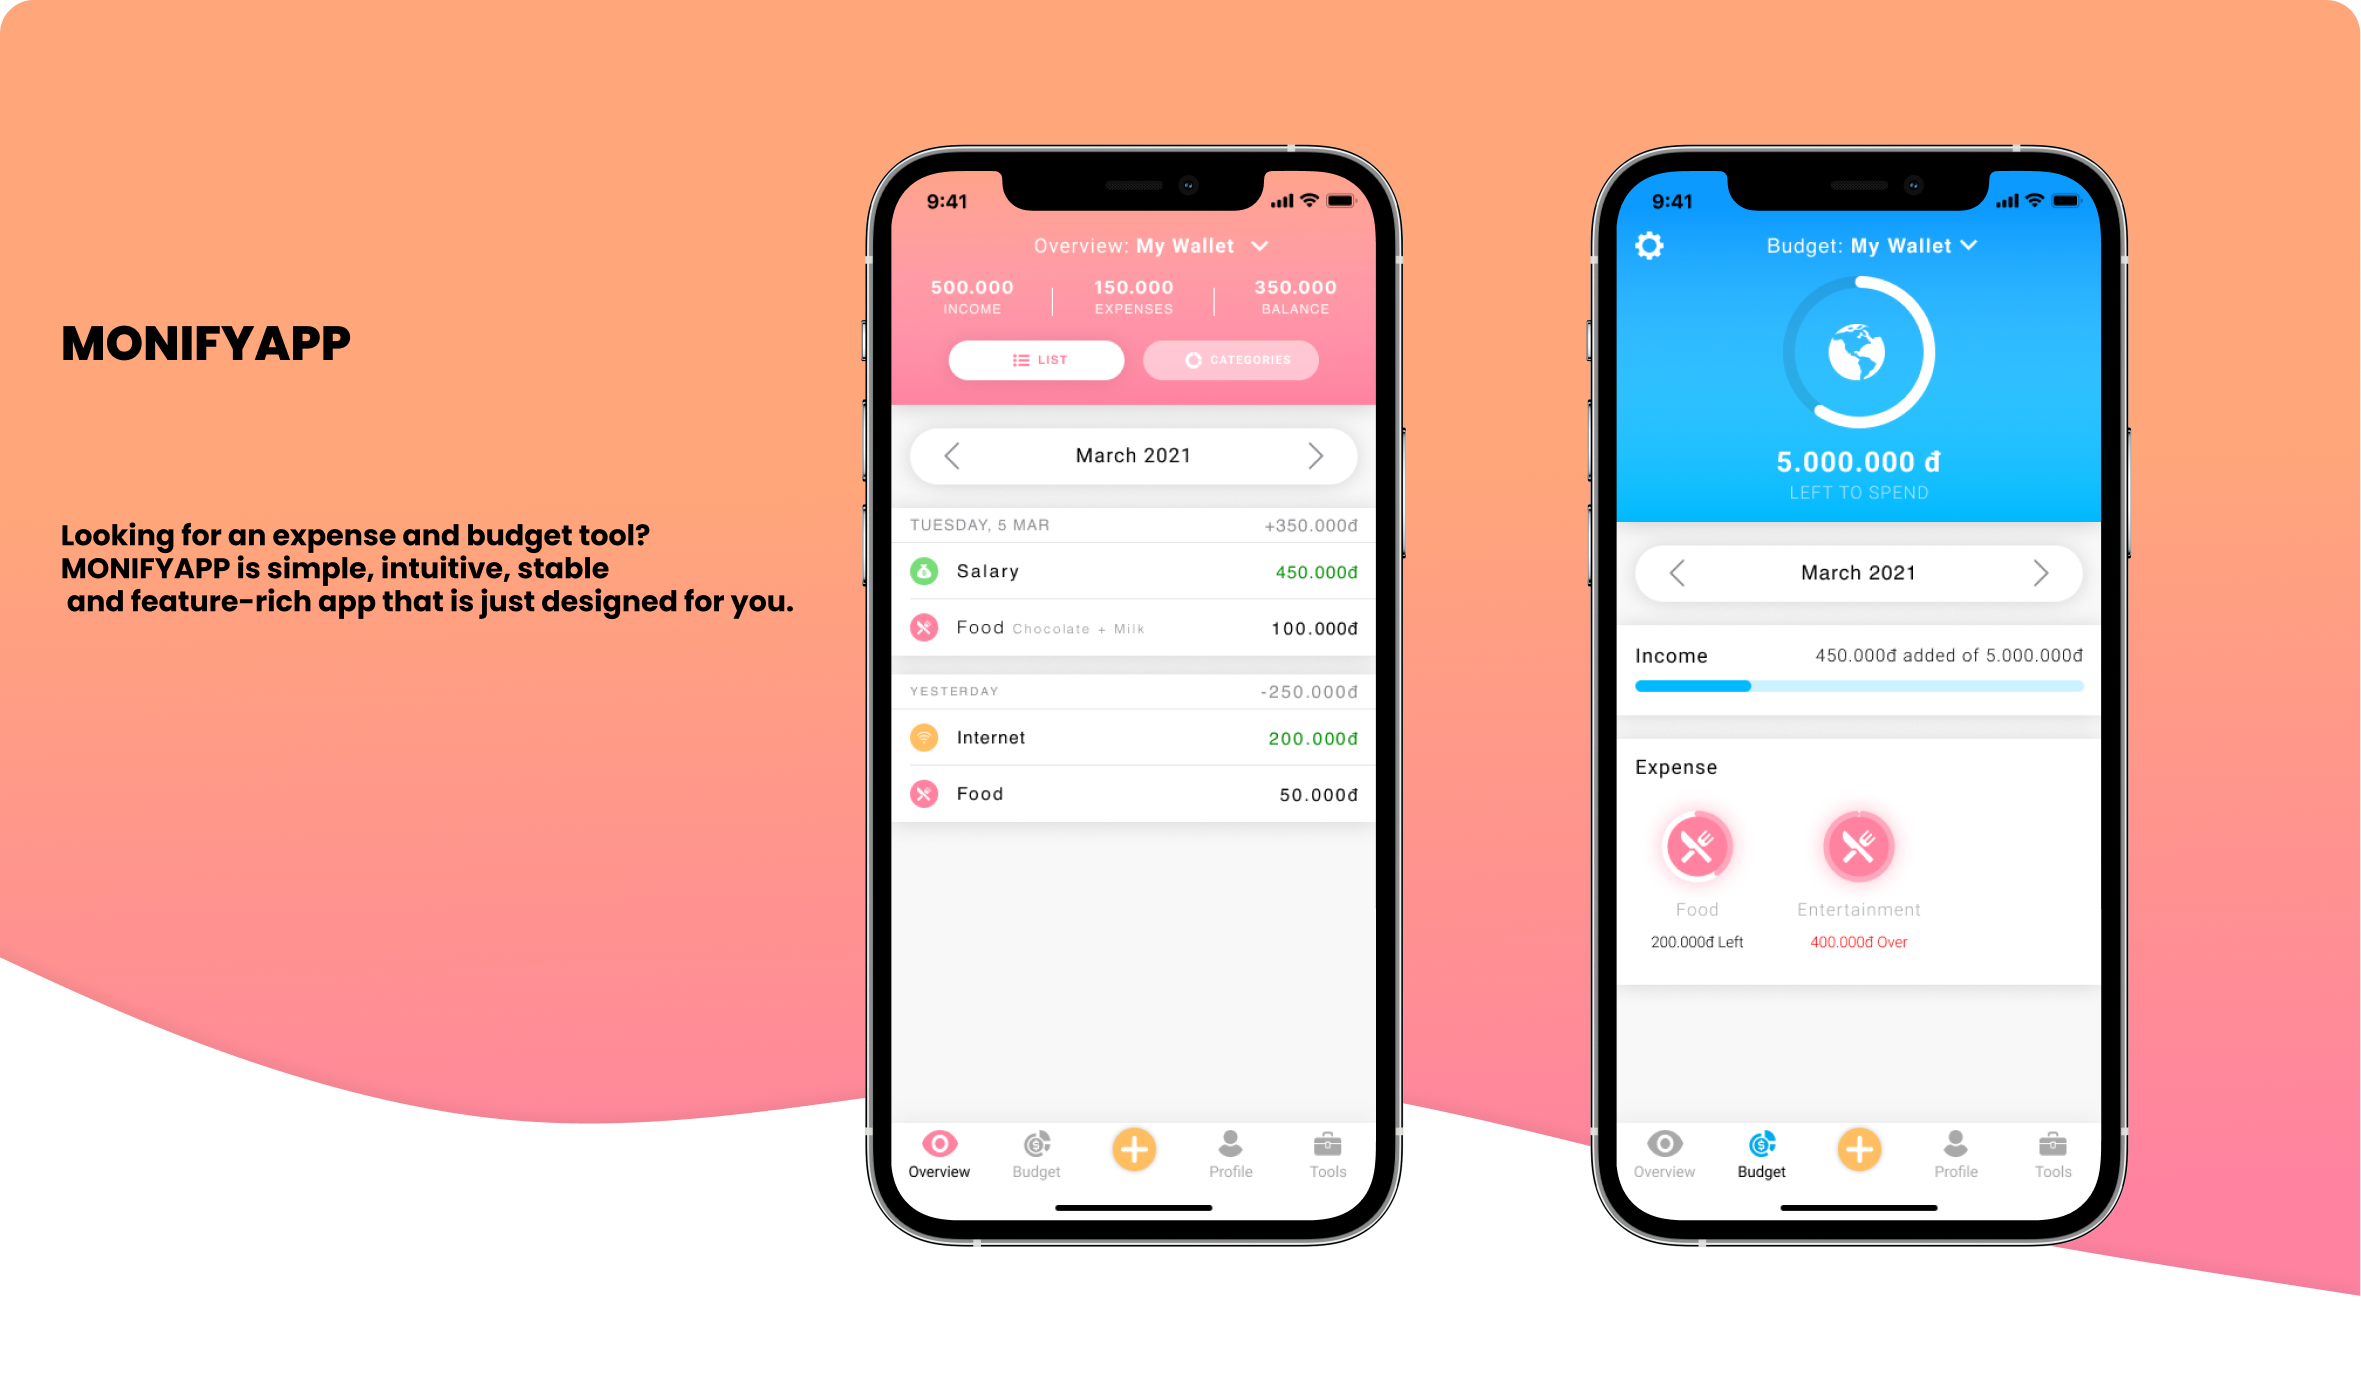 MONIFYAPP
Looking for an expense and budget tool?
MONIFYAPP is simple, intuitive, stable
and feature-rich app that is just designed for you.
9:41
Overview: My Wallet
500.000 150.000 350.000
INCOME EXPENSES BALANCE
LIST CATEGORIES
March 2021
TUESDAY, 5 MAR +350.000đ
Salary 450.000đ
Food Chocolate + Milk 100.000đ
YESTERDAY -250.000đ
Internet 200.000đ
Food 50.000đ
Overview Budget Profile Tools
9:41
Budget: My Wallet
5.000.000 đ
LEFT TO SPEND
March 2021
Income 450.000đ added of 5.000.000đ
Expense
Food Entertainment
200.000đ Left 400.000đ Over
Overview Budget Profile Tools